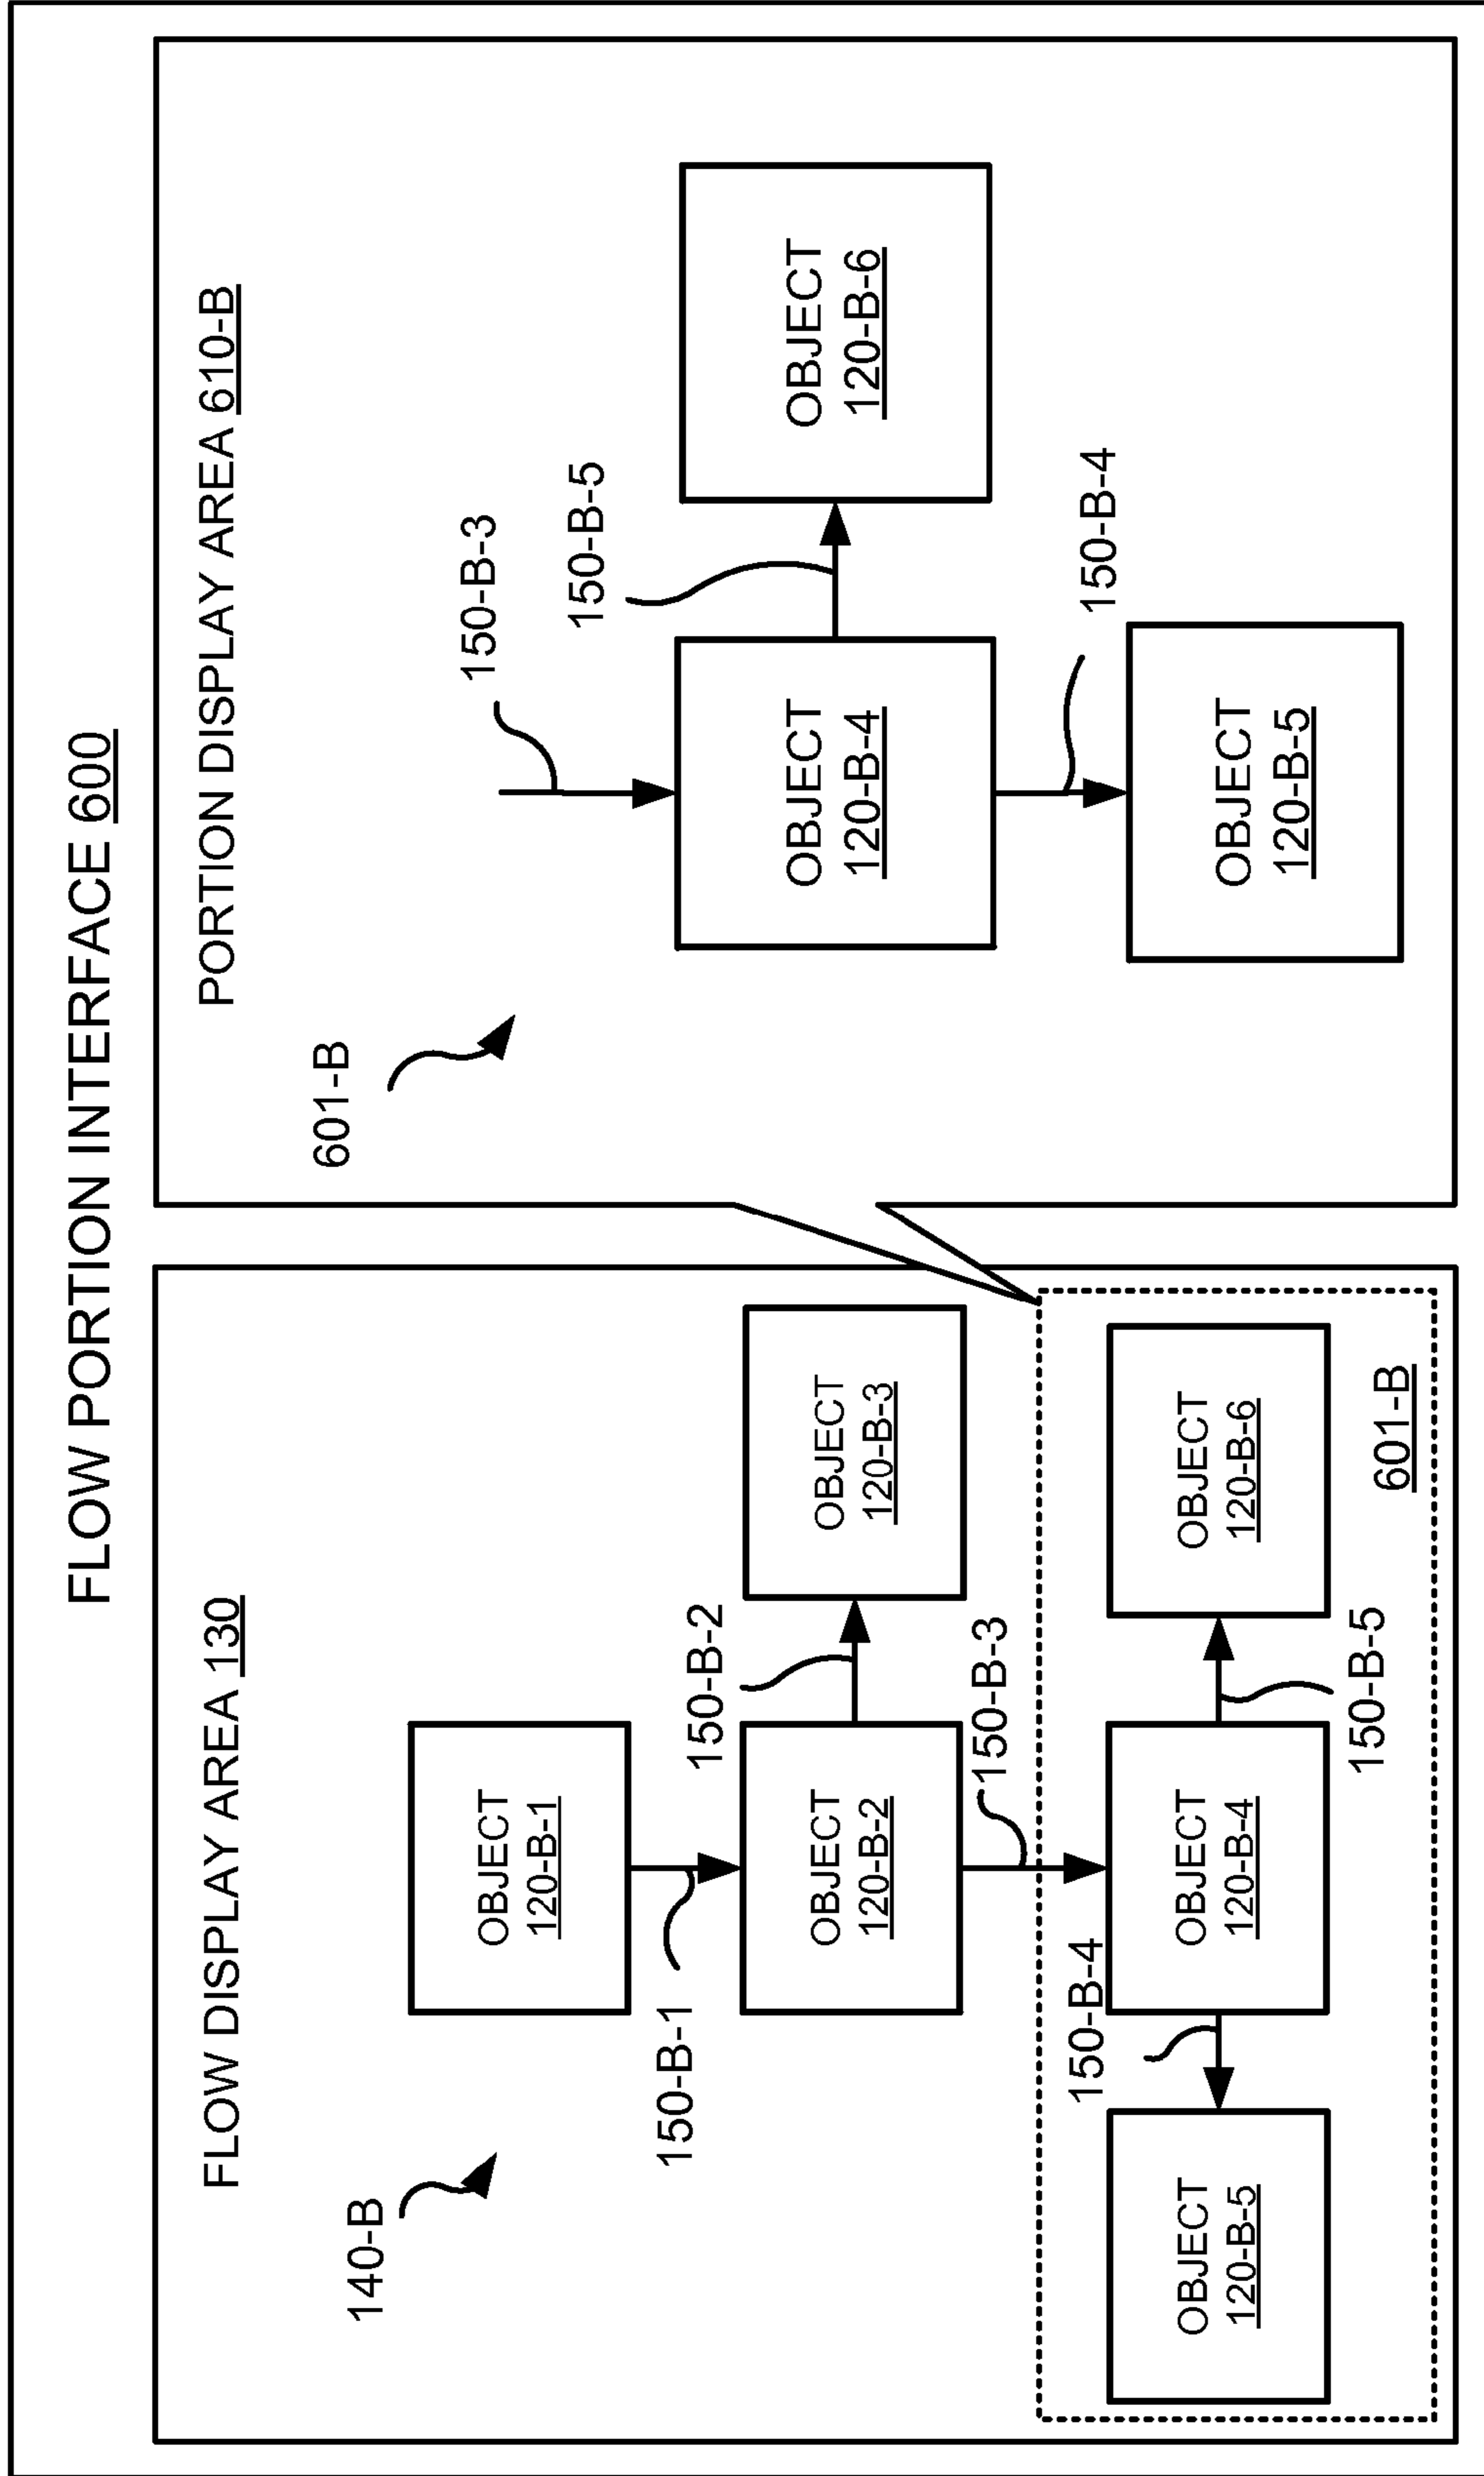 FLOW PORTION INTERFACE 600
FLOW DISPLAY AREA 130
140-B
OBJECT
120-B-1
150-B-1
OBJECT
120-B-2
150-B-2
OBJECT
120-B-3
150-B-3
150-B-4
OBJECT
120-B-5
OBJECT
120-B-4
OBJECT
120-B-6
150-B-5
601-B
PORTION DISPLAY AREA 610-B
601-B
150-B-3
150-B-5
OBJECT
120-B-4
OBJECT
120-B-6
150-B-4
OBJECT
120-B-5